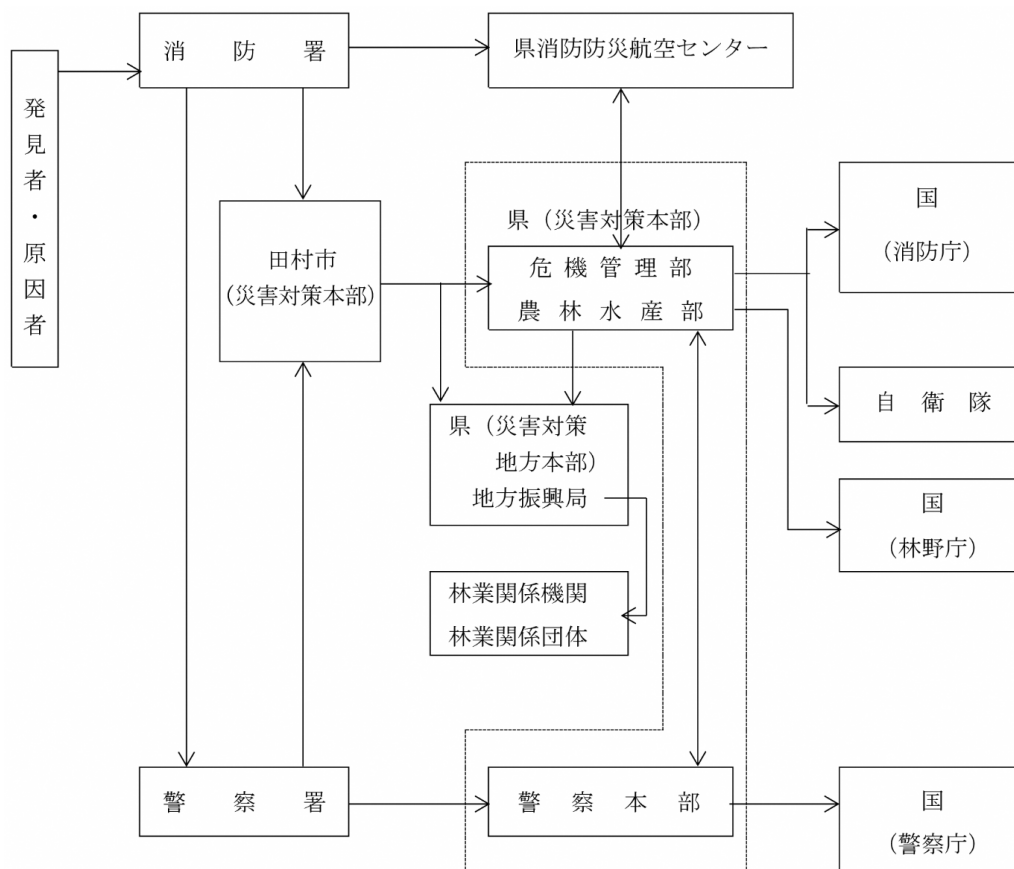 消防署
県消防防災航空センター
発見者・原因者
県（災害対策本部）
危機管理部
農林水産部
田村市
（災害対策本部）
国
（消防庁）
自衛隊
県（災害対策
地方本部）
地方振興局
国
（林野庁）
林業関係機関
林業関係団体
警察署
警察本部
国
（警察庁）